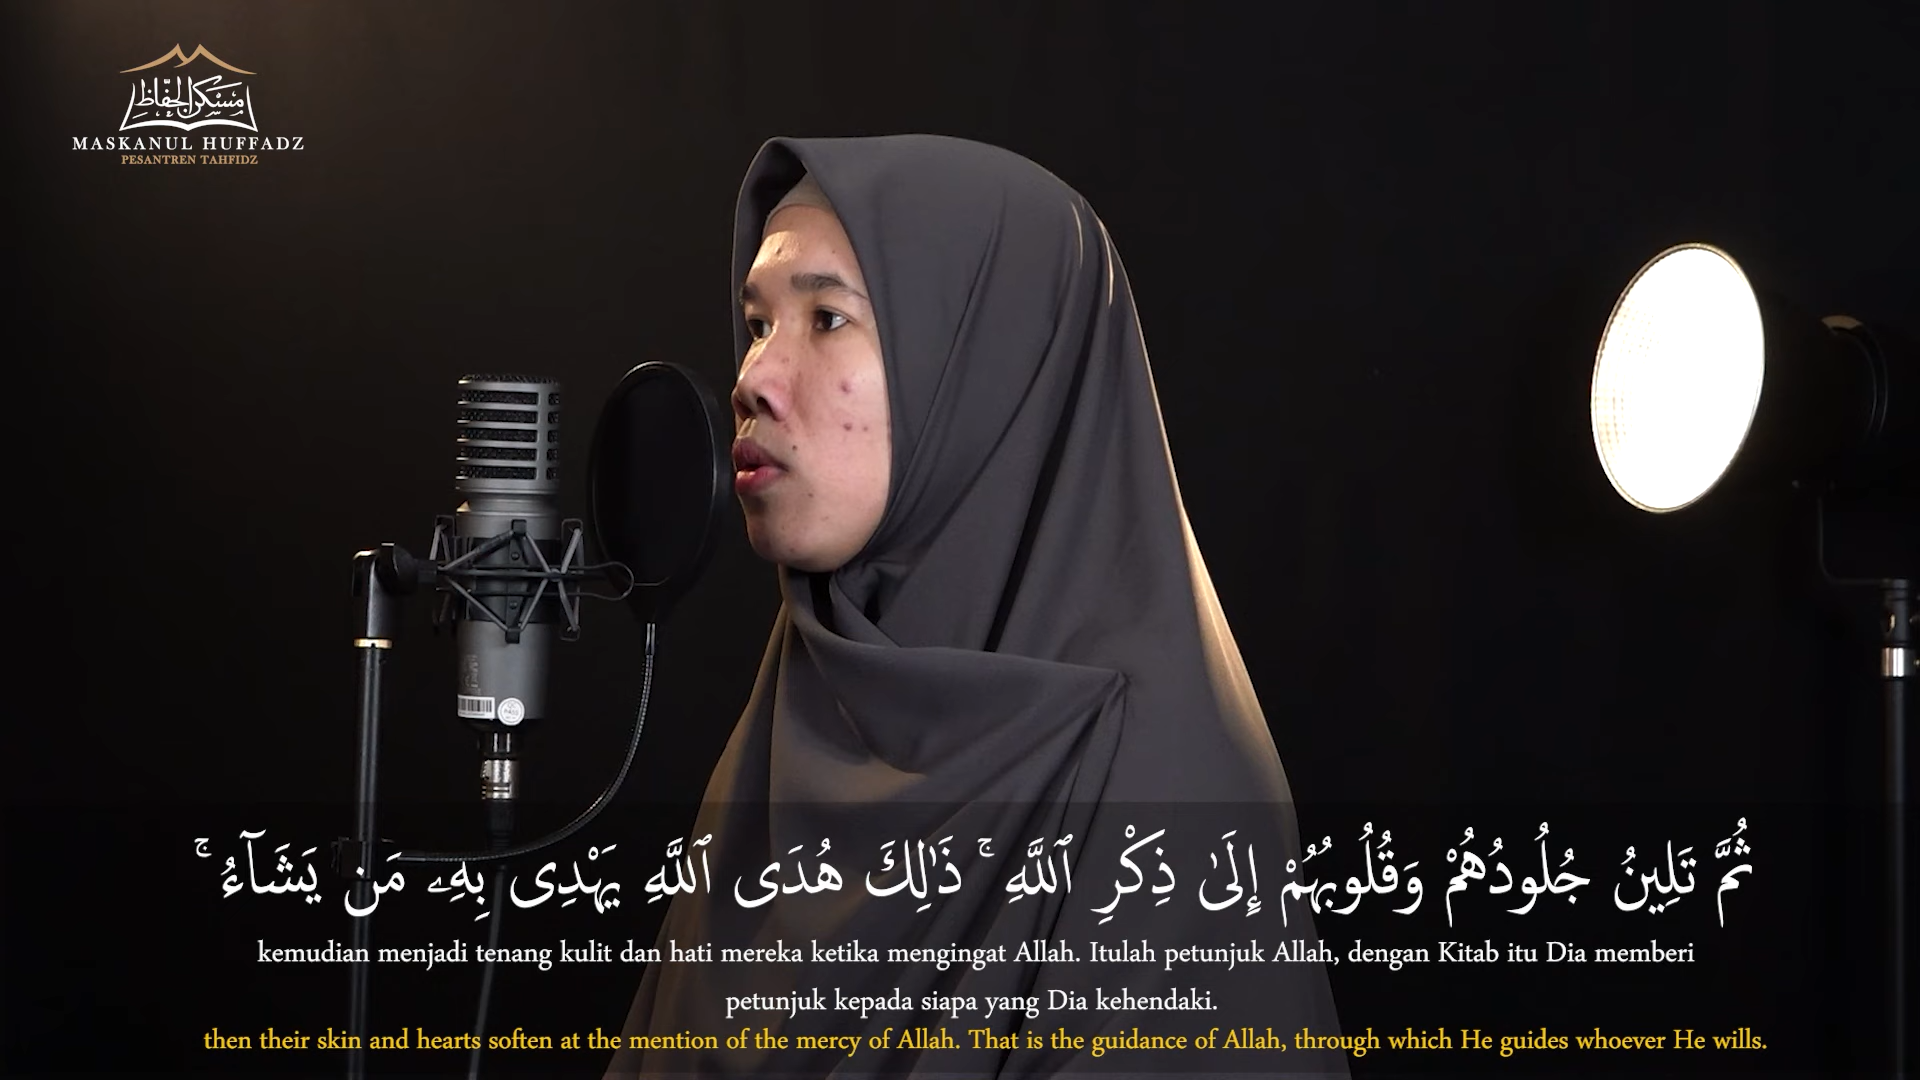 مسكن الحفاظ
MASKANUL HUFFADZ
PESANTREN TAHFIDZ
ثُمَّ تَلِينُ جُلُودُهُمْ وَقُلُوبُهُمْ إِلَىٰ ذِكْرِ ٱللَّهِ ۚ ذَٰلِكَ هُدَى ٱللَّهِ يَهْدِى بِهِۦ مَن يَشَآءُ ۚ
kemudian menjadi tenang kulit dan hati mereka ketika mengingat Allah. Itulah petunjuk Allah, dengan Kitab itu Dia memberi
petunjuk kepada siapa yang Dia kehendaki.
then their skin and hearts soften at the mention of the mercy of Allah. That is the guidance of Allah, through which He guides whoever He wills.